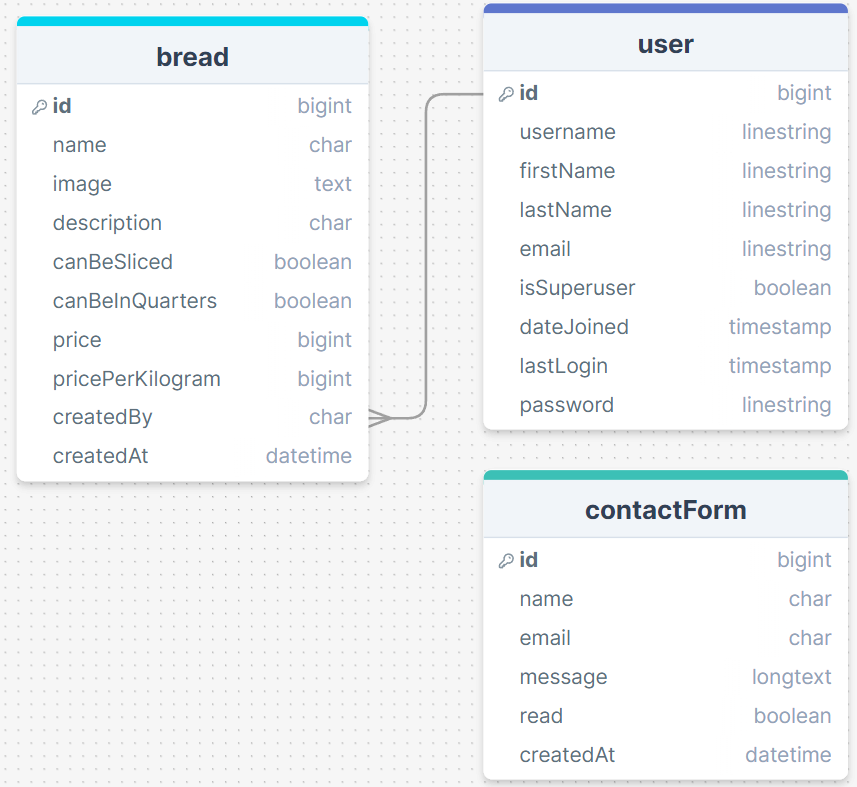 bread
id bigint
name char
image text
description char
canBeSliced boolean
canBeInQuarters boolean
price bigint
pricePerKilogram bigint
createdBy char
createdAt datetime
user
id bigint
username linestring
firstName linestring
lastName linestring
email linestring
isSuperuser boolean
dateJoined timestamp
lastLogin timestamp
password linestring
contactForm
id bigint
name char
email char
message longtext
read boolean
createdAt datetime